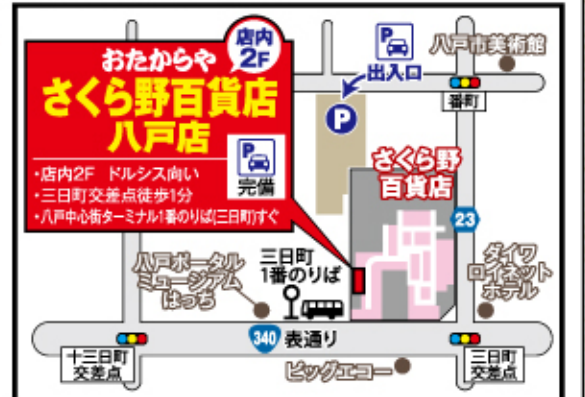 店内
2F
おたからや
さくら野百貨店
八戸店
・店内2F ドルシス向い
・三日町交差点徒歩1分
・八戸中心街ターミナル1番のりば(三日町)すぐ
P
完備
P
出入口
P
八戸市美術館
番町
さくら野
百貨店
23
三日町
1番のりば
八戸ポータル
ミュージアム
はっち
ダイワ
ロイネット
ホテル
340 表通り
十三日町
交差点
ビッグエコー
三日町
交差点